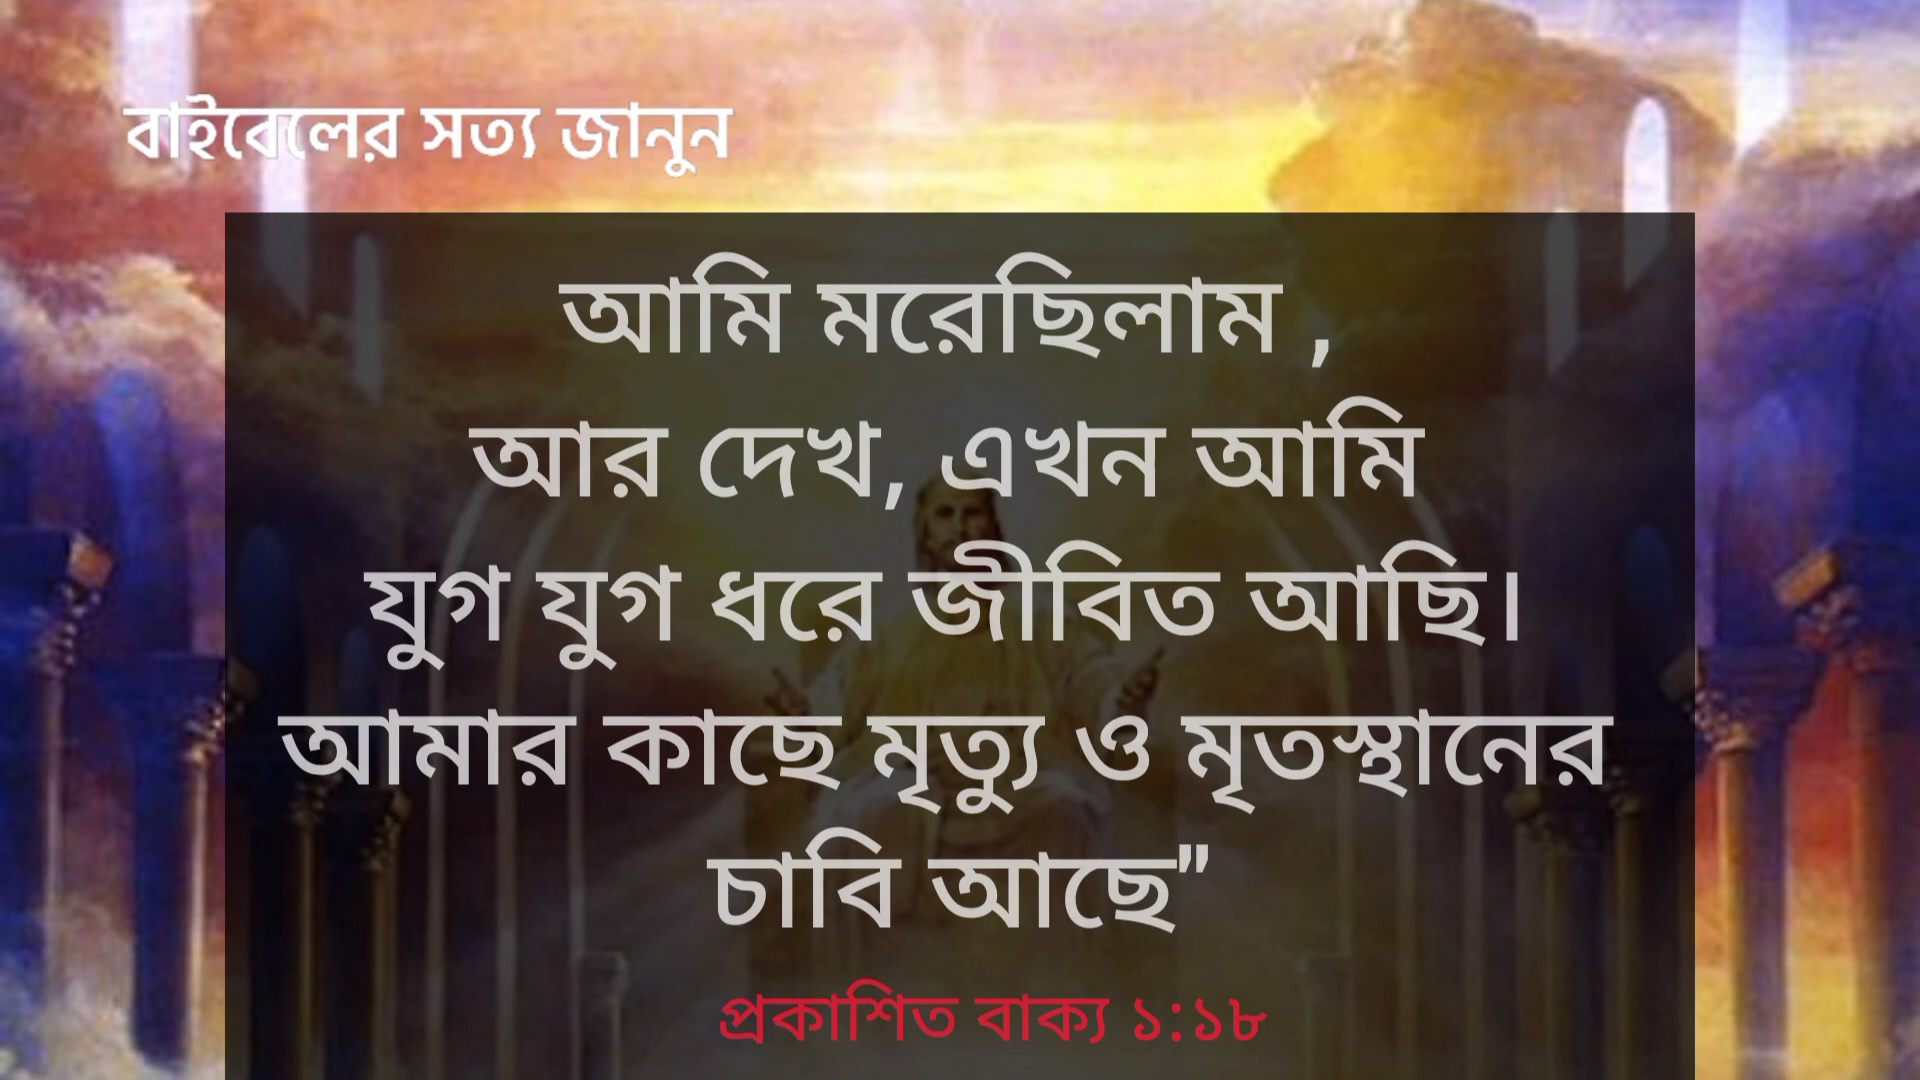 বাইবেলের সত্য জানুন
আমি মরেছিলাম ,
আর দেখ, এখন আমি
যুগ যুগ ধরে জীবিত আছি।
আমার কাছে মৃত্যু ও মৃতস্থানের
চাবি আছে"
প্রকাশিত বাক্য ১:১৮